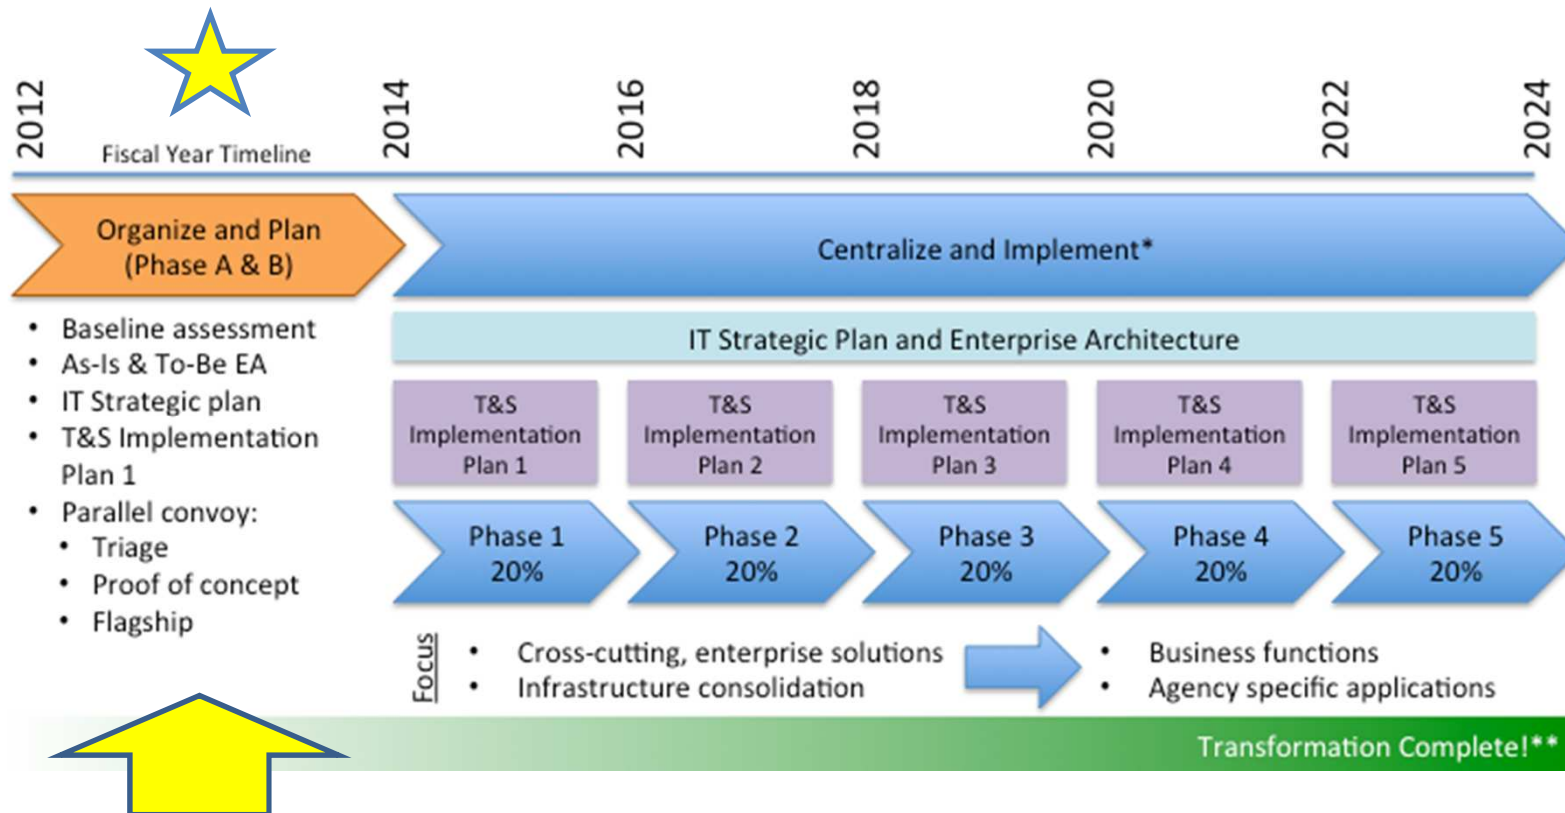 2012
2014
2016
2018
2020
2022
2024
Fiscal Year Timeline
Organize and Plan
(Phase A & B)
Centralize and Implement*
• Baseline assessment
• As-Is & To-Be EA
• IT Strategic plan
• T&S Implementation
Plan 1
• Parallel convoy:
• Triage
• Proof of concept
• Flagship
IT Strategic Plan and Enterprise Architecture
T&S
Implementation
Plan 1
T&S
Implementation
Plan 2
T&S
Implementation
Plan 3
T&S
Implementation
Plan 4
T&S
Implementation
Plan 5
Phase 1
20%
Phase 2
20%
Phase 3
20%
Phase 4
20%
Phase 5
20%
Focus
• Cross-cutting, enterprise solutions
• Infrastructure consolidation
• Business functions
• Agency specific applications
Transformation Complete!**